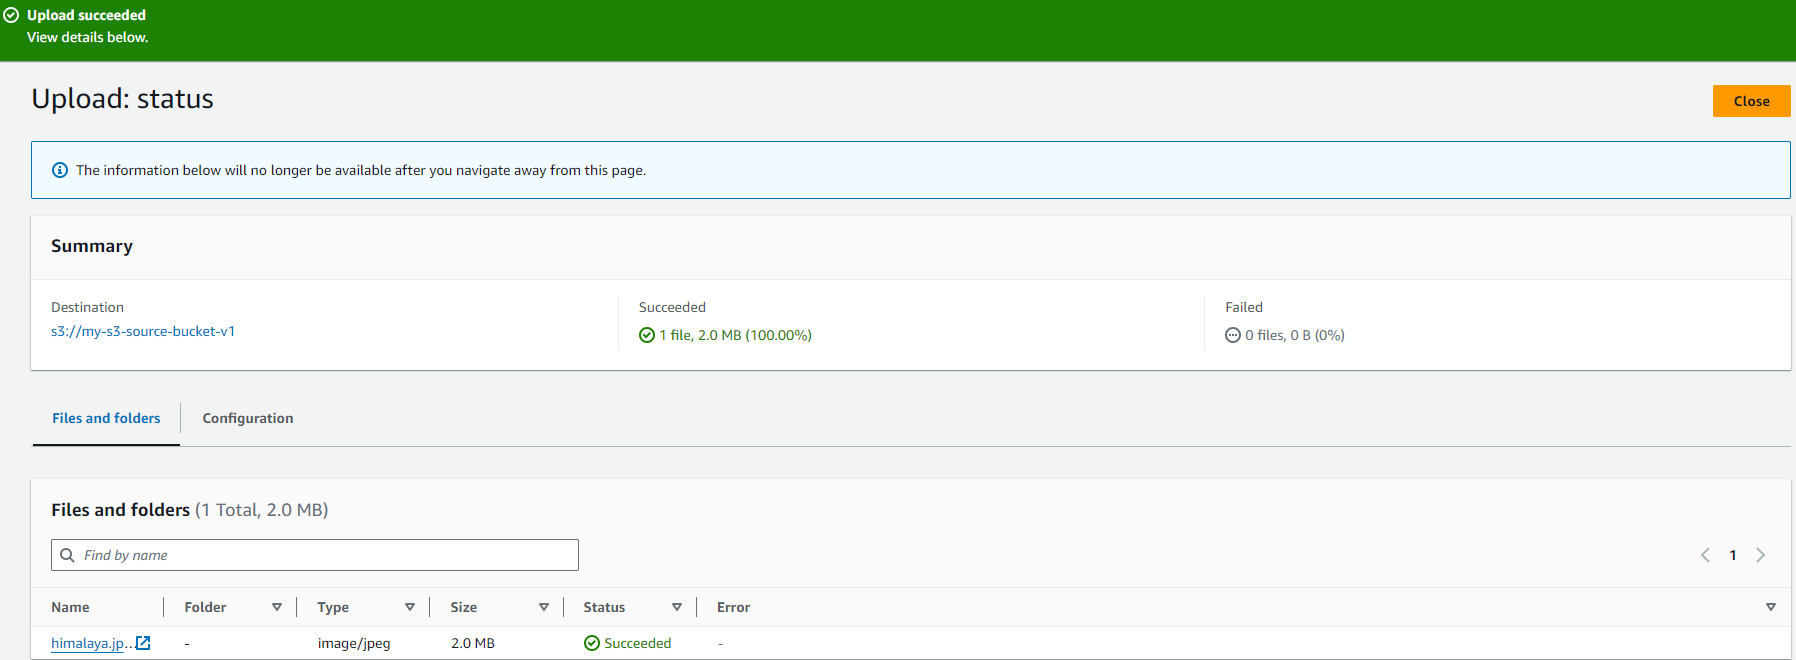 Upload succeeded
View details below.
Upload: status
Close
The information below will no longer be available after you navigate away from this page.
Summary
Destination
s3://my-s3-source-bucket-v1
Succeeded
1 file, 2.0 MB (100.00%)
Failed
0 files, 0 B (0%)
Files and folders
Configuration
Files and folders (1 Total, 2.0 MB)
Find by name
1
Name Folder Type Size Status Error
himalaya.jp... - image/jpeg 2.0 MB Succeeded -